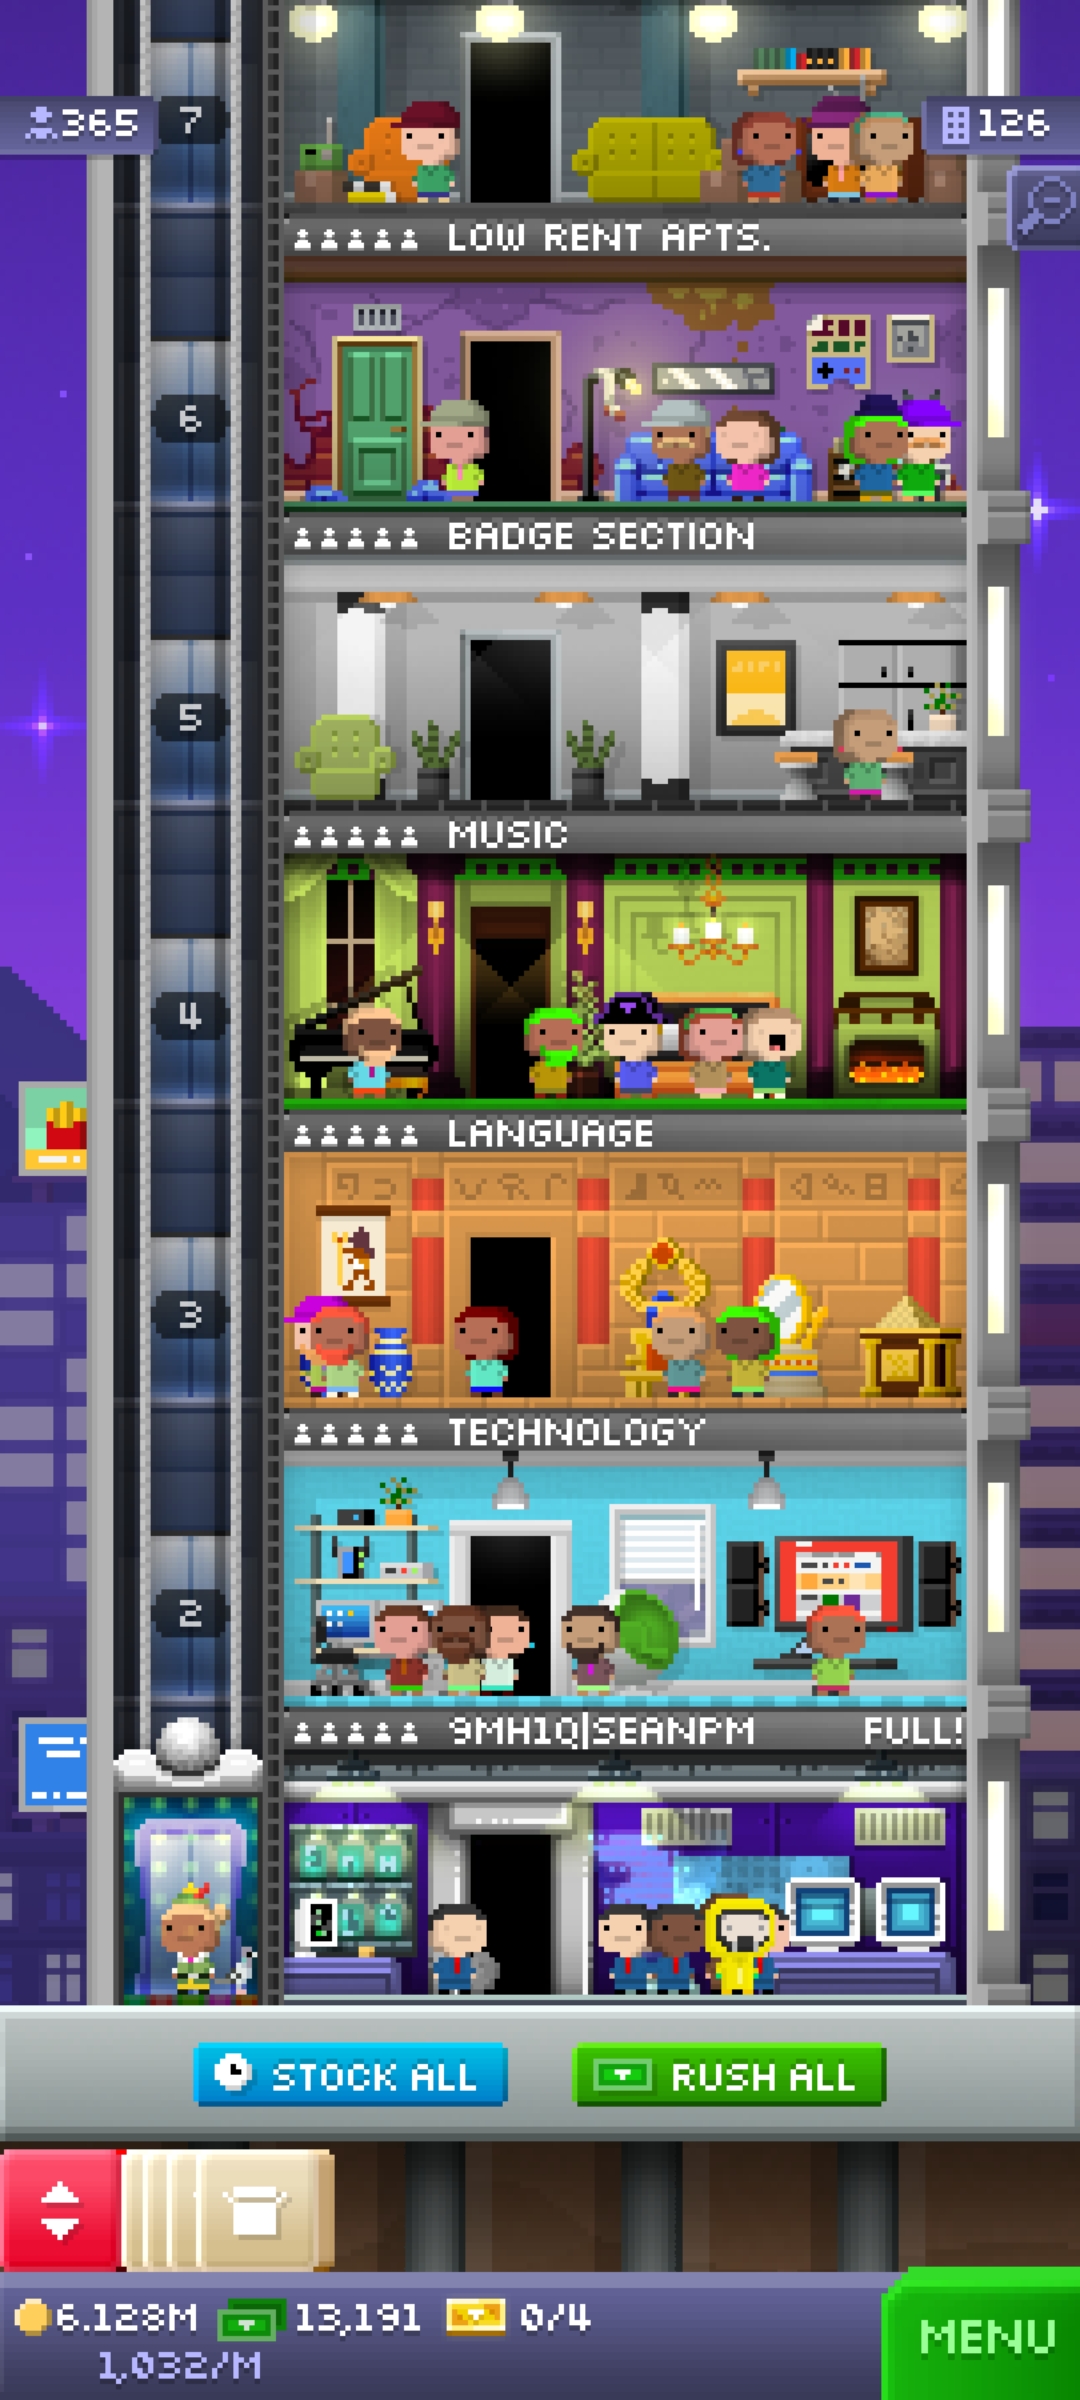 7
365
126
LOW RENT APTS.
6
BADGE SECTION
5
MUSIC
4
LANGUAGE
3
TECHNOLOGY
2
9MH1Q|SEANPM FULL!
STOCK ALL
RUSH ALL
6.128M 13,191 0/4
1,032/M
MENU